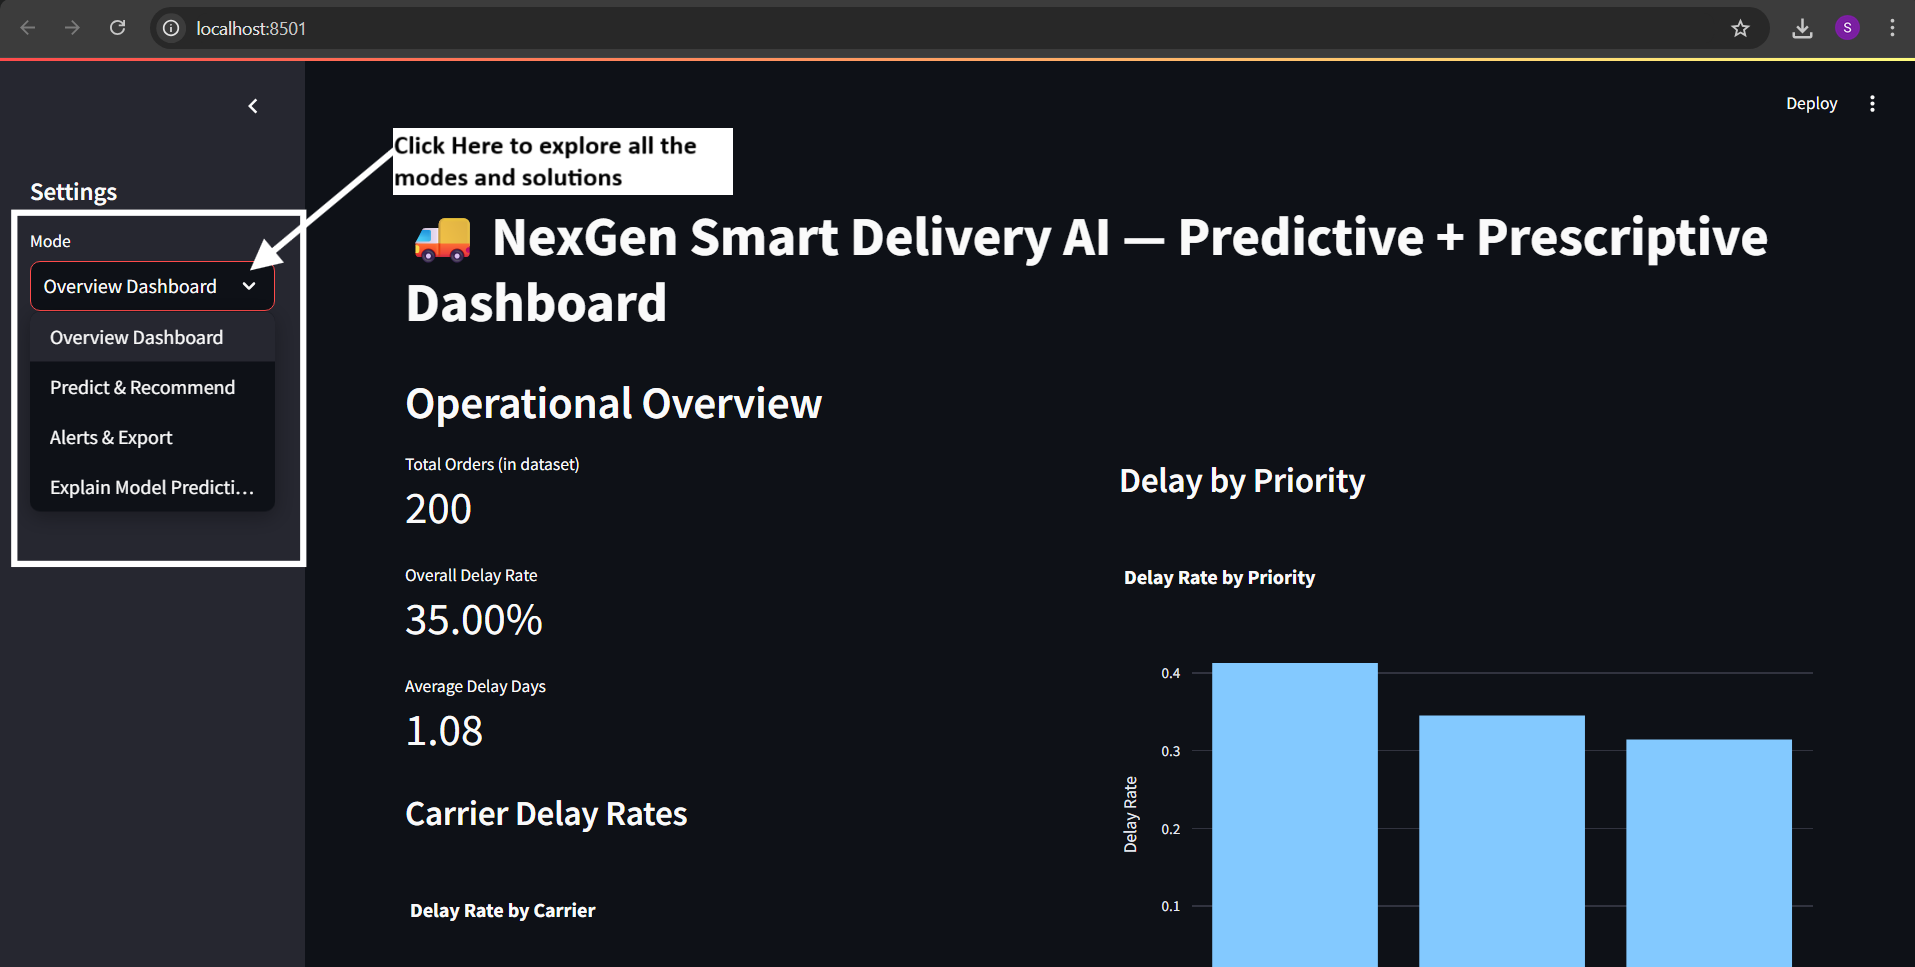 localhost:8501
S
Deploy
Click Here to explore all the
modes and solutions
Settings
Mode
Overview Dashboard
Overview Dashboard
Predict & Recommend
Alerts & Export
Explain Model Predicti...
NexGen Smart Delivery AI — Predictive + Prescriptive
Dashboard
Operational Overview
Total Orders (in dataset)
200
Overall Delay Rate
35.00%
Average Delay Days
1.08
Carrier Delay Rates
Delay Rate by Carrier
Delay by Priority
Delay Rate by Priority
0.4
0.3
0.2
0.1
Delay Rate